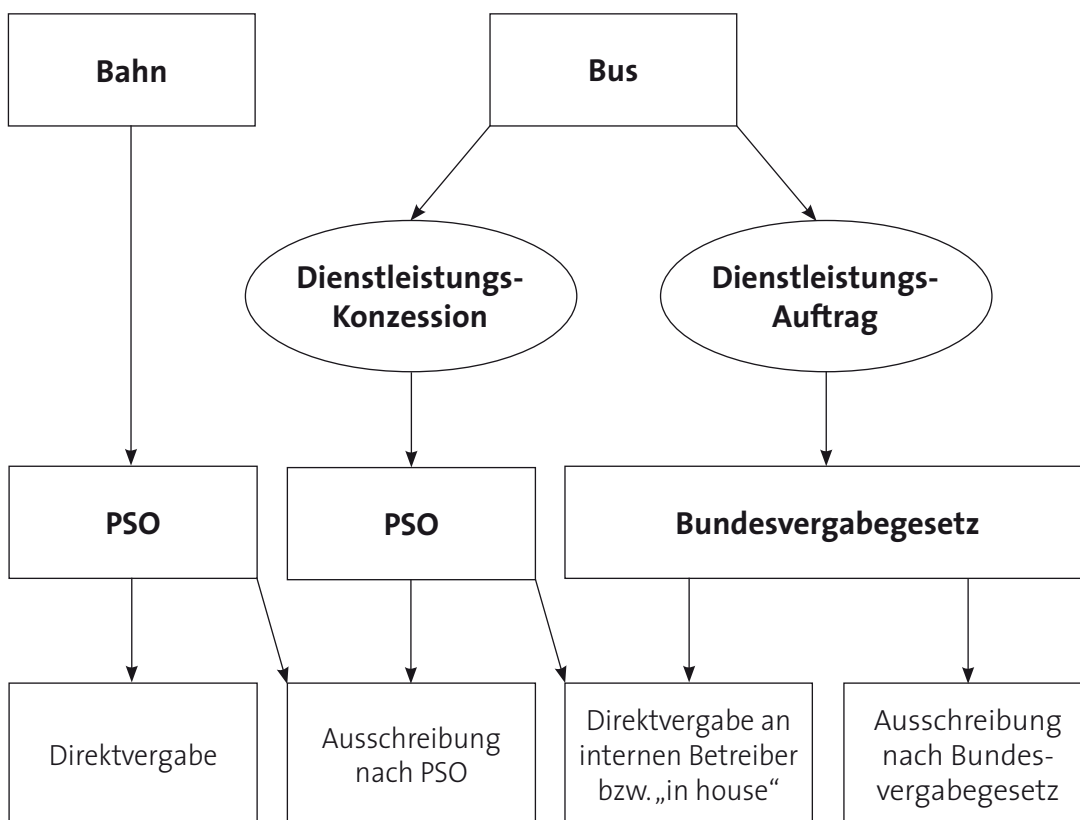 Bahn
Bus
Dienstleistungs-
Konzession
Dienstleistungs-
Auftrag
PSO
PSO
Bundesvergabegesetz
Direktvergabe
Ausschreibung
nach PSO
Direktvergabe an
internen Betreiber
bzw. „in house“
Ausschreibung
nach Bundes-
vergabegesetz